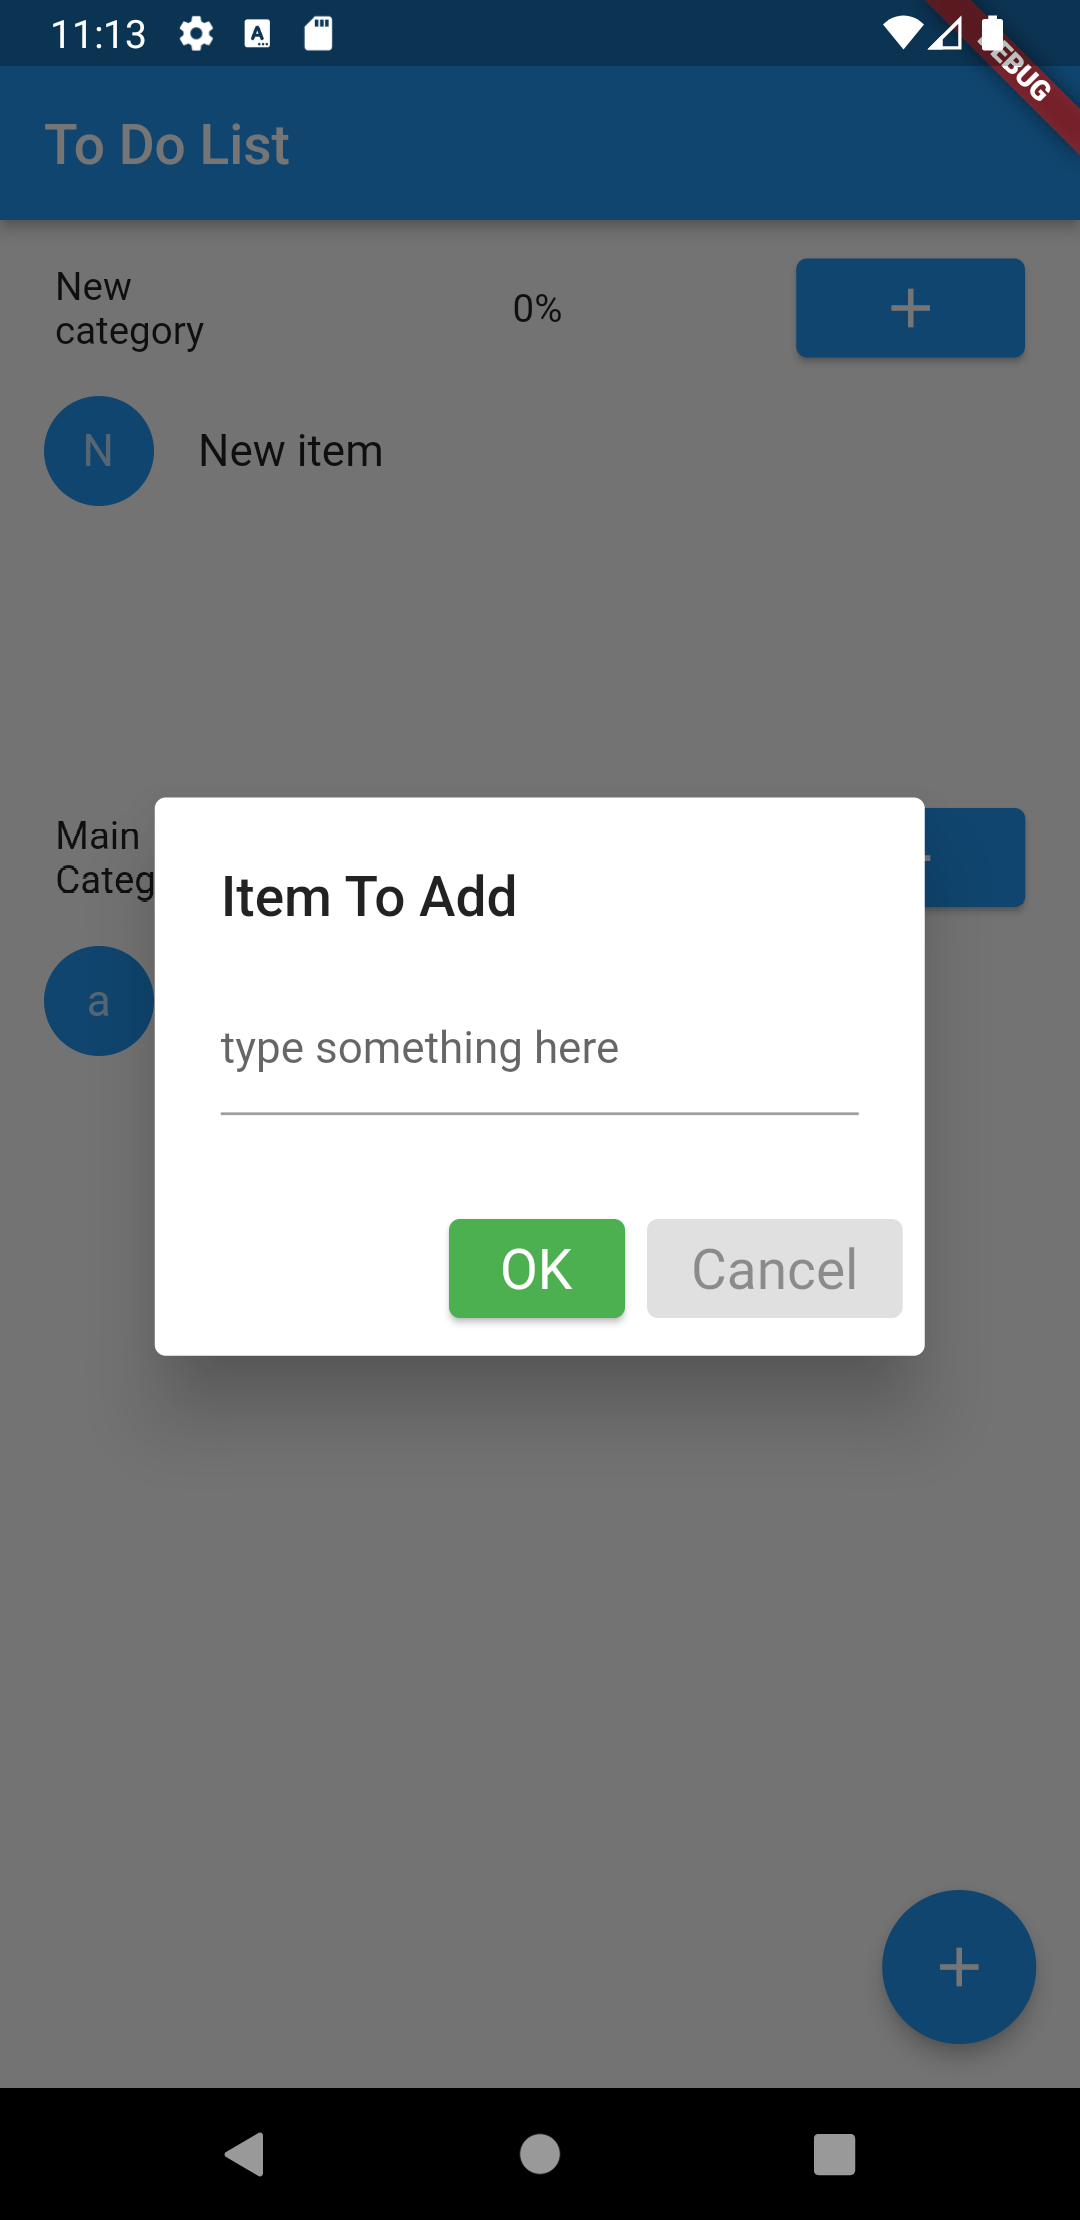 11:13
DEBUG
To Do List
New
category
0%
+
N
New item
Main
Categ
a
Item To Add
type something here
OK
Cancel
+